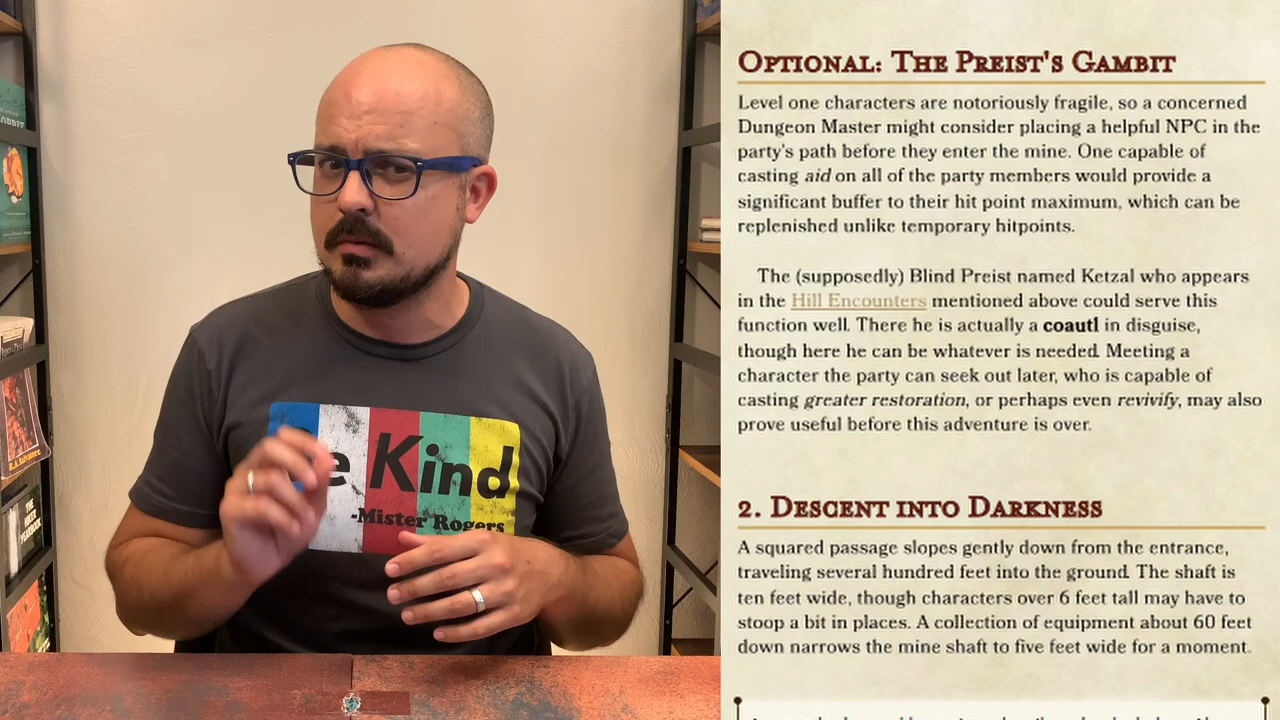 Be Kind
-Mister Rogers
R.A. Salvatore
OPTIONAL: THE PREIST'S GAMBIT
Level one characters are notoriously fragile, so a concerned
Dungeon Master might consider placing a helpful NPC in the
party's path before they enter the mine. One capable of
casting aid on all of the party members would provide a
significant buffer to their hit point maximum, which can be
replenished unlike temporary hitpoints.
The (supposedly) Blind Preist named Ketzal who appears
in the Hill Encounters mentioned above could serve this
function well. There he is actually a coautl in disguise,
though here he can be whatever is needed. Meeting a
character the party can seek out later, who is capable of
casting greater restoration, or perhaps even revivify, may also
prove useful before this adventure is over.
2. DESCENT INTO DARKNESS
A squared passage slopes gently down from the entrance,
traveling several hundred feet into the ground. The shaft is
ten feet wide, though characters over 6 feet tall may have to
stoop a bit in places. A collection of equipment about 60 feet
down narrows the mine shaft to five feet wide for a moment.